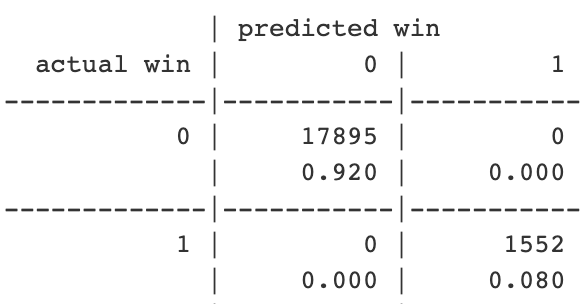 | predicted win
actual win | 0 | 1
-------------|-----------|-----------
0 | 17895 | 0
| 0.920 | 0.000
-------------|-----------|-----------
1 | 0 | 1552
| 0.000 | 0.080